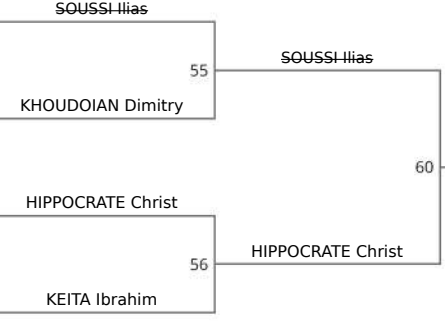 SOUSSI Ilias
SOUSSI Ilias
55
KHOUDOIAN Dimitry
60
HIPPOCRATE Christ
HIPPOCRATE Christ
56
KEITA Ibrahim